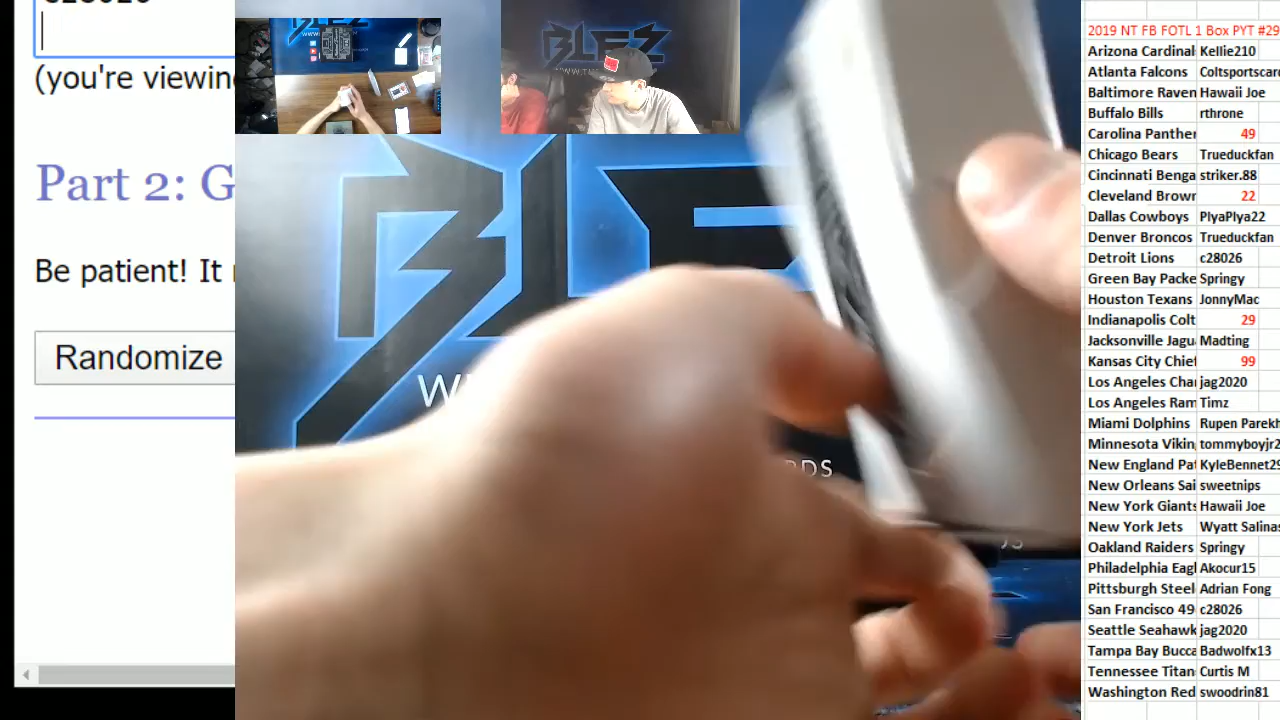 (you're viewing
Part 2: G
Be patient! It
Randomize
BLEZ
2019 NT FB FOTL 1 Box PYT #29
Arizona Cardinal Kellie210
Atlanta Falcons Coltsportscar
Baltimore Raven Hawaii Joe
Buffalo Bills rthrone
Carolina Panther 49
Chicago Bears Trueduckfan
Cincinnati Benga striker.88
Cleveland Brown 22
Dallas Cowboys PlyaPlya22
Denver Broncos Trueduckfan
Detroit Lions c28026
Green Bay Packe Springy
Houston Texans JonnyMac
Indianapolis Colt 29
Jacksonville Jagu Madting
Kansas City Chief 99
Los Angeles Char jag2020
Los Angeles Ram Timz
Miami Dolphins Rupen Parekh
Minnesota Viking tommyboyjr2
New England Pat KyleBennet29
New Orleans Sai sweetnips
New York Giants Hawaii Joe
New York Jets Wyatt Salinas
Oakland Raiders Springy
Philadelphia Eagl Akocur15
Pittsburgh Steel Adrian Fong
San Francisco 49 c28026
Seattle Seahawk jag2020
Tampa Bay Bucca Badwolfx13
Tennessee Titan Curtis M
Washington Red swoodrin81